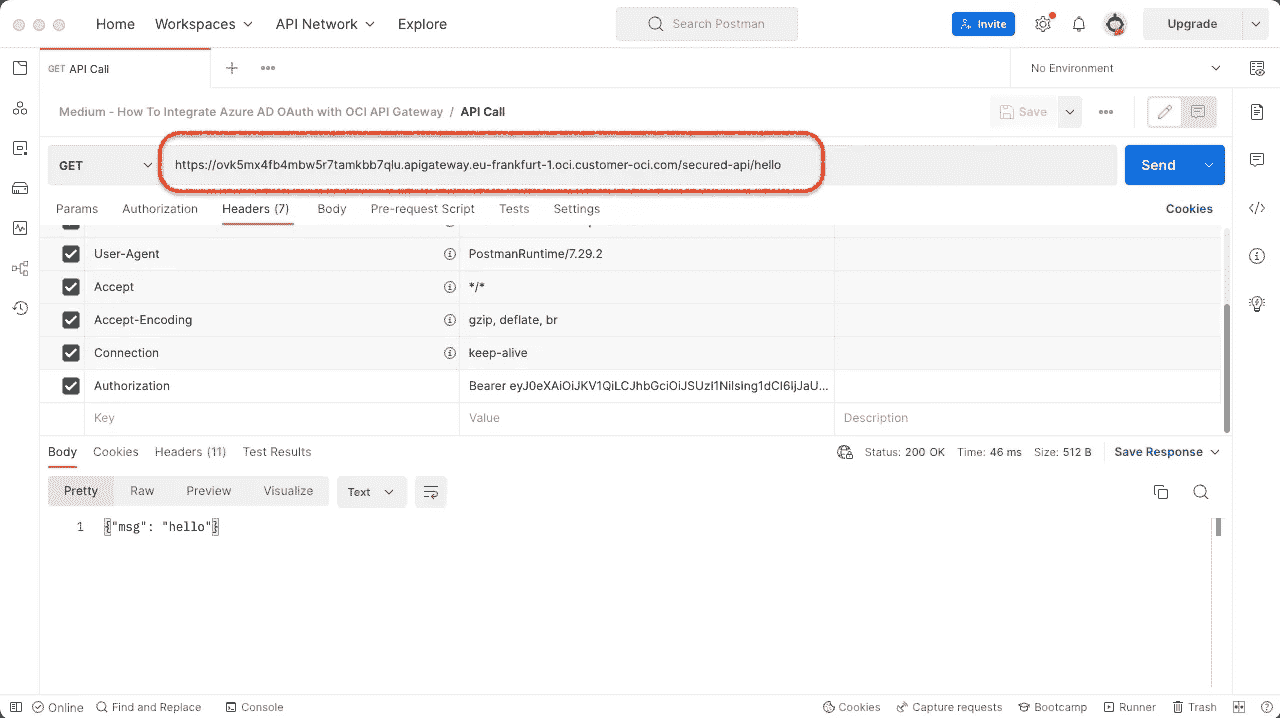 Home Workspaces API Network Explore Search Postman Invite Upgrade
GET API Call No Environment
Medium - How To Integrate Azure AD OAuth with OCI API Gateway / API Call Save
GET https://ovk5mx4fb4mbw5r7tamkbb7qlu.apigateway.eu-frankfurt-1.oci.customer-oci.com/secured-api/hello Send
Params Authorization Headers (7) Body Pre-request Script Tests Settings Cookies
User-Agent PostmanRuntime/7.29.2
Accept */*
Accept-Encoding gzip, deflate, br
Connection keep-alive
Authorization Bearer eyJ0eXAiOiJKV1QiLCJhbGciOiJSUzI1NiIsIng1dCI6IjJaU...
Key Value Description
Body Cookies Headers (11) Test Results Status: 200 OK Time: 46 ms Size: 512 B Save Response
Pretty Raw Preview Visualize Text
1 {"msg": "hello"}
Online Find and Replace Console Cookies Capture requests Bootcamp Runner Trash